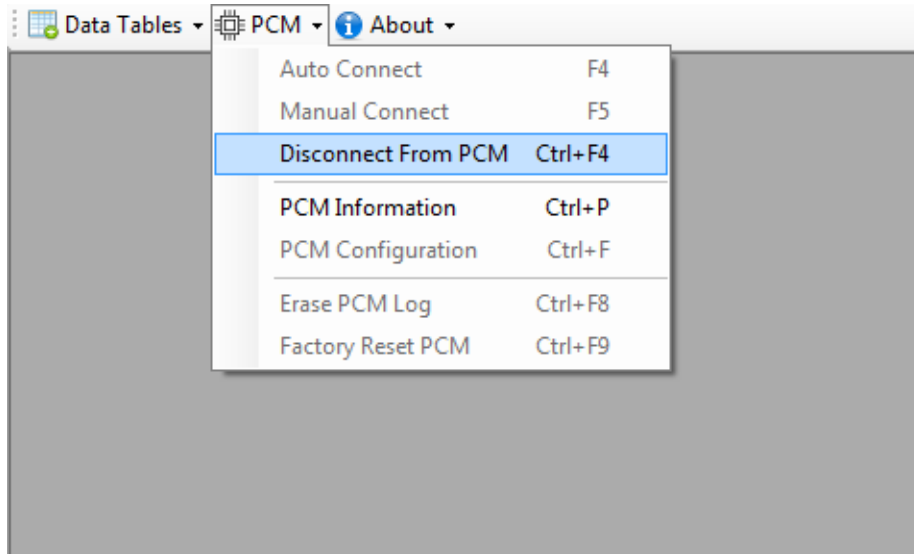 Data Tables PCM About
Auto Connect F4
Manual Connect F5
Disconnect From PCM Ctrl+F4
PCM Information Ctrl+P
PCM Configuration Ctrl+F
Erase PCM Log Ctrl+F8
Factory Reset PCM Ctrl+F9